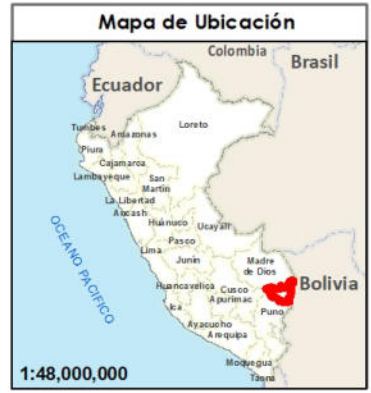 Mapa de Ubicación
Colombia
Brasil
Ecuador
Tumbes
Amazonas
Loreto
Piura
Cajamarca
Lambayeque
San
Martin
La Libertad
Ancash
Huánuco
Ucayali
Pasco
Lima
Junín
Madre
de Dios
Huancavelica
Cusco
Apurimac
Bolivia
Ica
Puno
Ayacucho
Arequipa
Moquegua
Tacna
OCEANO PACIFICO
1:48,000,000